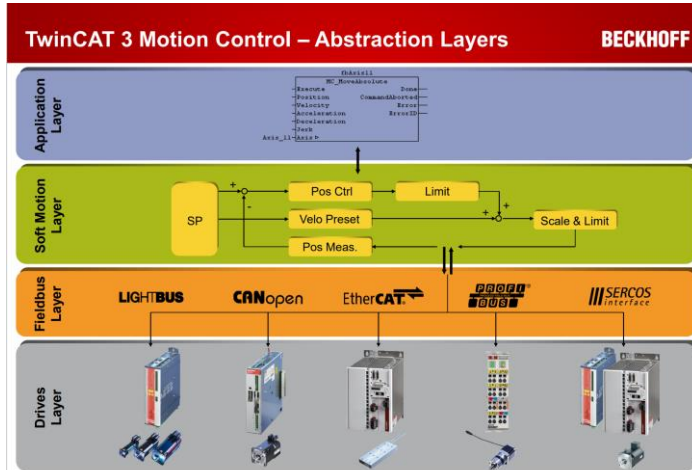 TwinCAT 3 Motion Control – Abstraction Layers
BECKHOFF
Application
Layer
fbAxis11
MC_MoveAbsolute
Execute Done
Position CommandAborted
Velocity Error
Acceleration ErrorID
Deceleration
Jerk
Axis_11 Axis
Soft Motion
Layer
SP
+
-
Pos Ctrl
Limit
+
+
Velo Preset
Scale & Limit
Pos Meas.
Fieldbus
Layer
LIGHTBUS
CANopen
EtherCAT
PROFI
BUS
SERCOS
interface
Drives
Layer